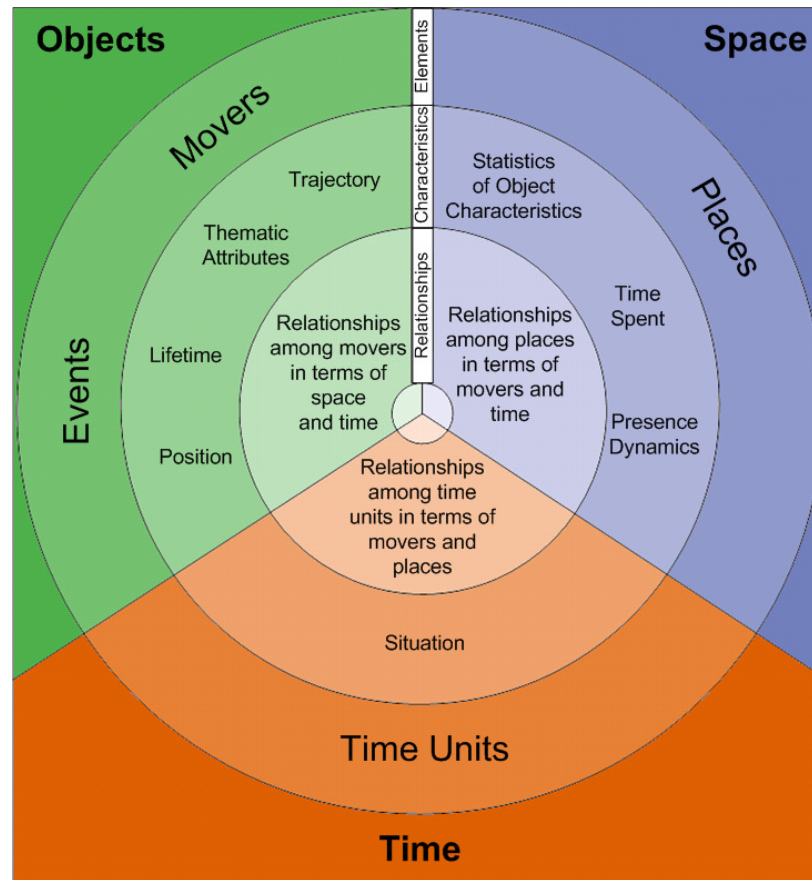 Objects
Space
Elements
Movers
Characteristics
Places
Trajectory
Statistics
of Object
Characteristics
Thematic
Attributes
Relationships
Time
Spent
Relationships
among movers
in terms of
space
and time
Relationships
among places
in terms of
movers and
time
Events
Lifetime
Position
Presence
Dynamics
Relationships
among time
units in terms of
movers and
places
Situation
Time Units
Time